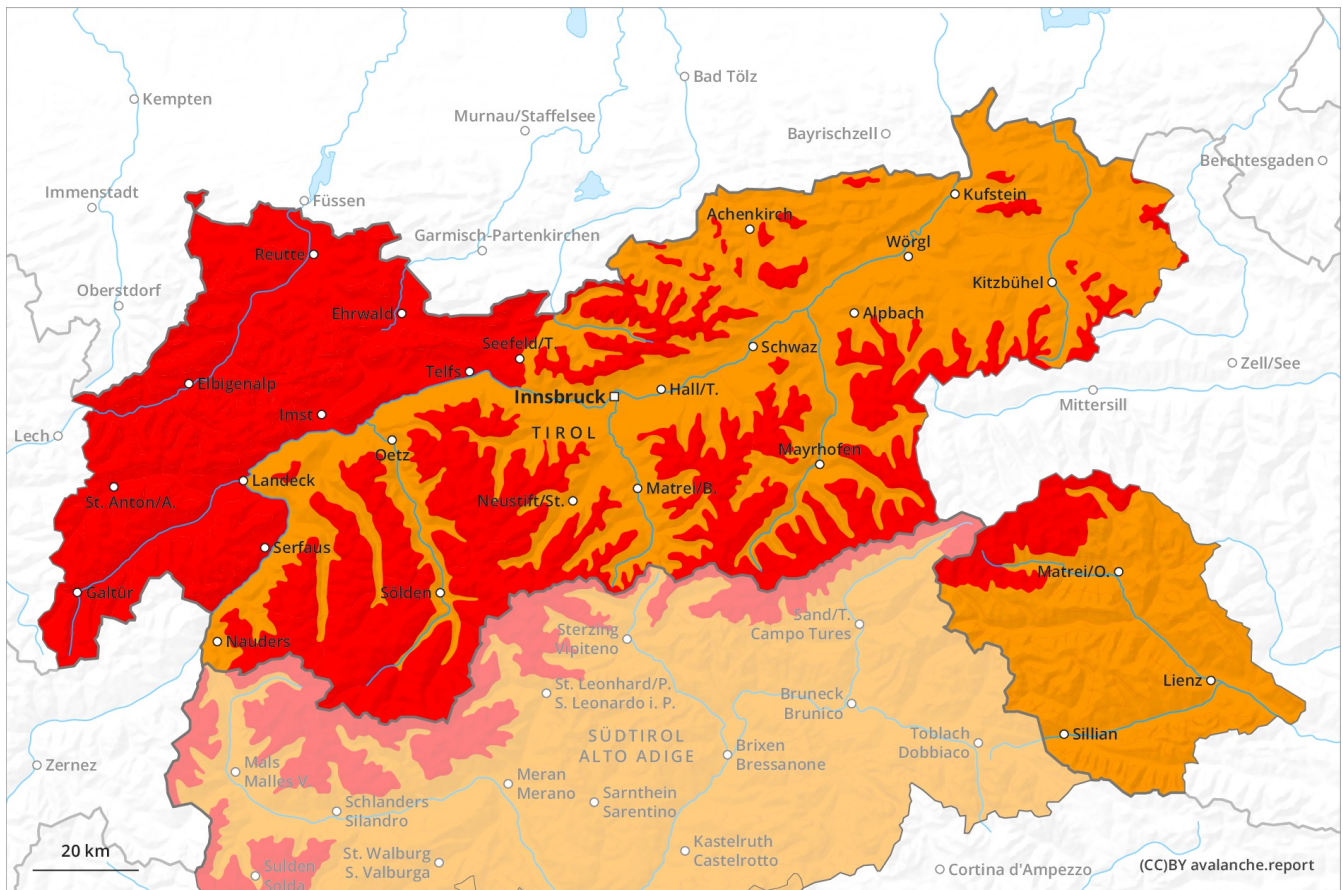 Bad Tölz
Kempten
Murnau/Staffelsee
Bayrischzell
Berchtesgaden
Immenstadt
Füssen
Kufstein
Achenkirch
Garmisch-Partenkirchen
Wörgl
Reutte
Kitzbühel
Oberstdorf
Ehrwald
Alpbach
Seefeld/T.
Schwaz
Zell/See
Telfs
Elbigenalp
Hall/T.
Innsbruck
Mittersill
Imst
Lech
TIROL
Mayrhofen
Oetz
Landeck
Matrei/B.
St. Anton/A.
Neustift/St.
Serfaus
Matrei/O.
Galtür
Sölden
Sand/T.
Campo Tures
Sterzing
Vipiteno
Nauders
Lienz
St. Leonhard/P.
S. Leonardo i. P.
Bruneck
Brunico
Sillian
SÜDTIROL
ALTO ADIGE
Toblach
Dobbiaco
Brixen
Bressanone
Zernez
Mals
Malles V.
Meran
Merano
Sarnthein
Sarentino
Schlanders
Silandro
Kastelruth
Castelrotto
20 km
St. Walburg
S. Valburga
Sulden
Solda
Cortina d'Ampezzo
(CC)BY avalanche.report